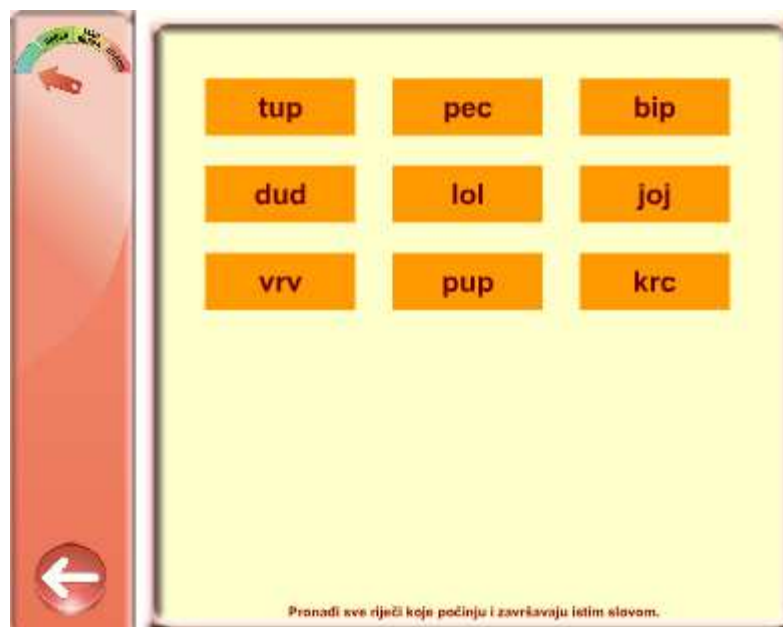 tup pec bip
dud lol joj
vrv pup krc
Pronađi sve riječi koje počinju i završavaju istim slovom.